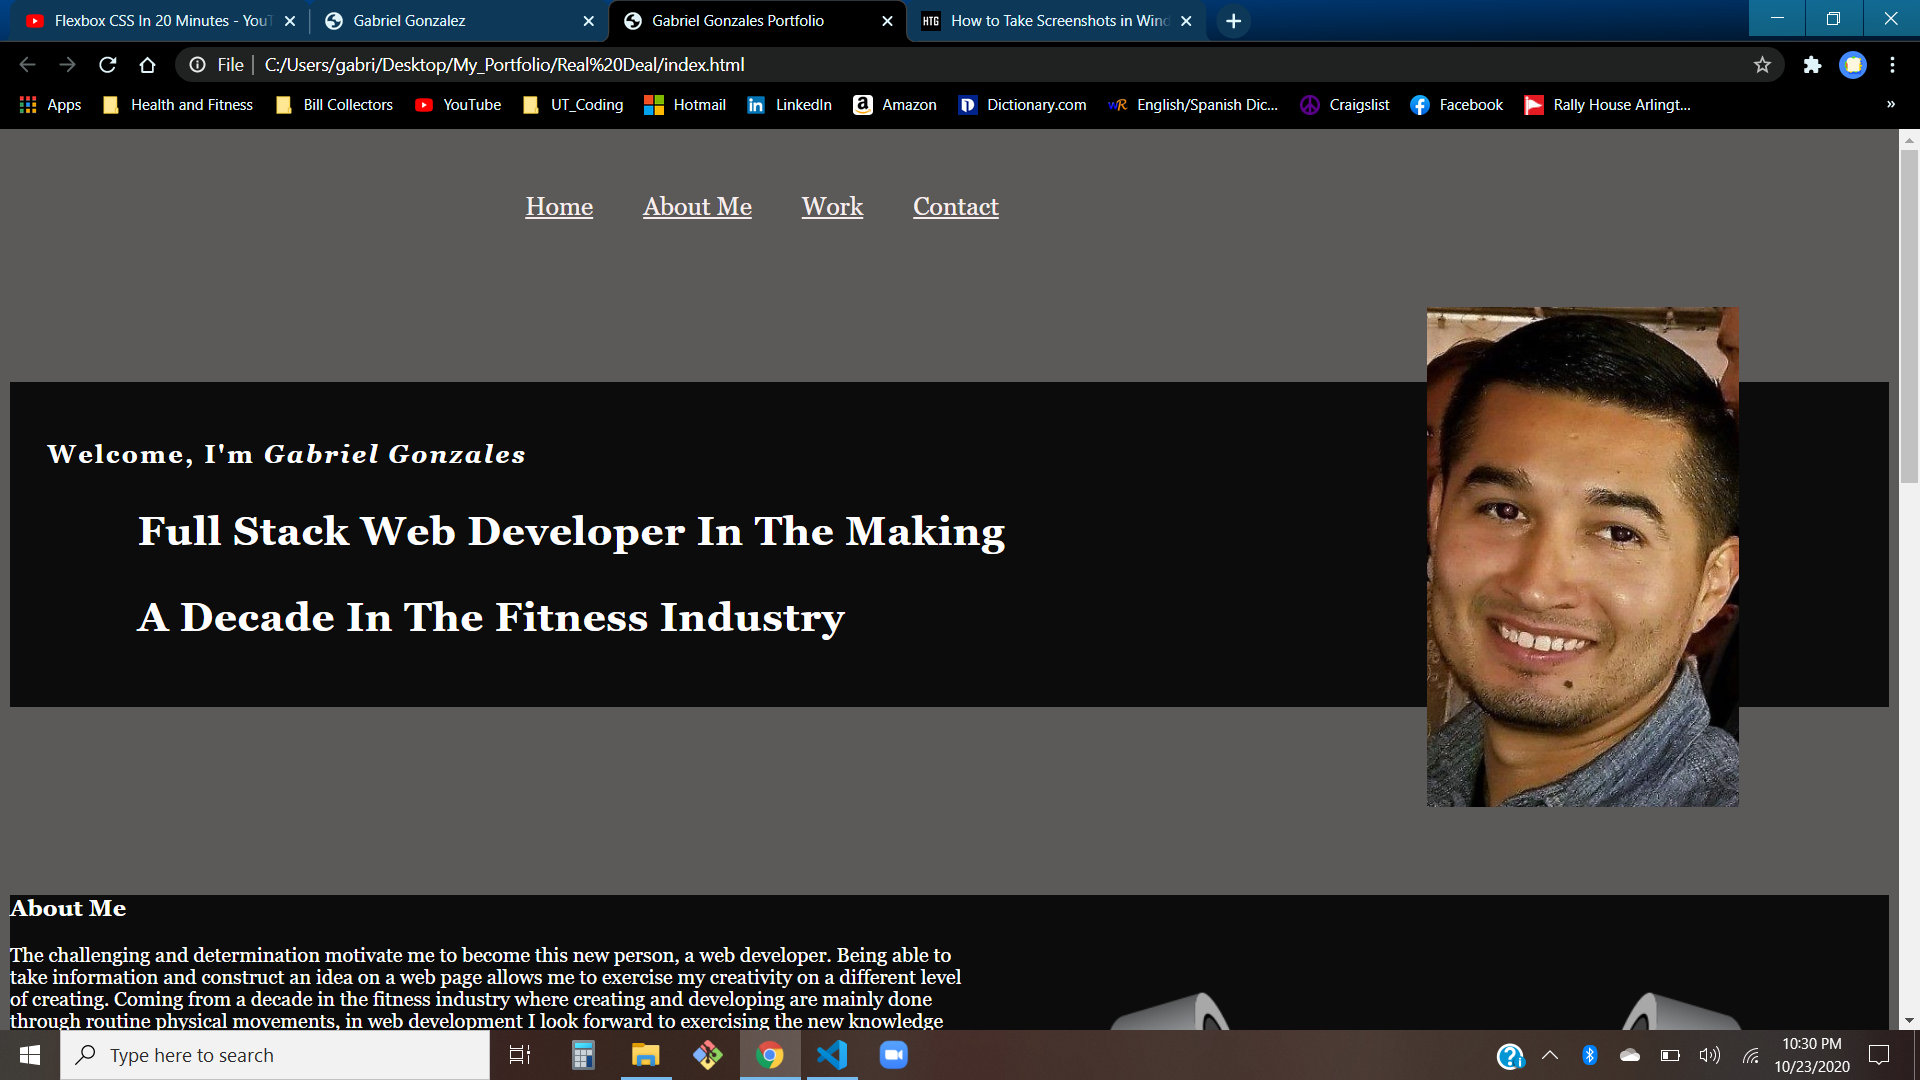 Flexbox CSS In 20 Minutes - YouT
Gabriel Gonzalez
Gabriel Gonzales Portfolio
HTG How to Take Screenshots in Wind
File | C:/Users/gabri/Desktop/My_Portfolio/Real%20Deal/index.html
Apps
Health and Fitness
Bill Collectors
YouTube
UT_Coding
Hotmail
LinkedIn
Amazon
Dictionary.com
English/Spanish Dic...
Craigslist
Facebook
Rally House Arlingt...
»
Home About Me Work Contact
Welcome, I'm Gabriel Gonzales
Full Stack Web Developer In The Making
A Decade In The Fitness Industry
About Me
The challenging and determination motivate me to become this new person, a web developer. Being able to
take information and construct an idea on a web page allows me to exercise my creativity on a different level
of creating. Coming from a decade in the fitness industry where creating and developing are mainly done
through routine physical movements, in web development I look forward to exercising the new knowledge
Type here to search
10:30 PM
10/23/2020